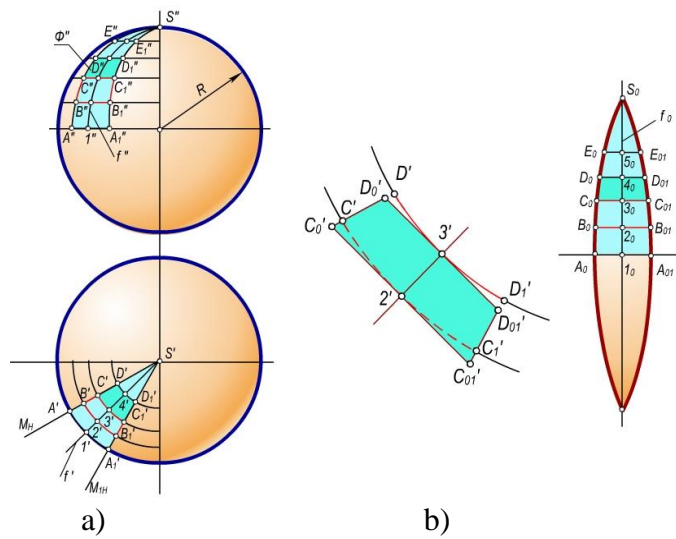 S"
E"
E₁"
Φ"
D"
D₁"
C"
C₁"
R
B"
B₁"
A"
1"
A₁"
f"
S'
D'
C'
B'
A'
4'
D₁'
3'
C₁'
Mн
2'
B₁'
1'
A₁'
f'
M₁н
a)
D'
D₀'
C'
C₀'
3'
2'
D₁'
D₀₁'
C₁'
C₀₁'
S₀
f₀
E₀
5₀
E₀₁
D₀
4₀
D₀₁
C₀
3₀
C₀₁
B₀
2₀
B₀₁
A₀
1₀
A₀₁
b)